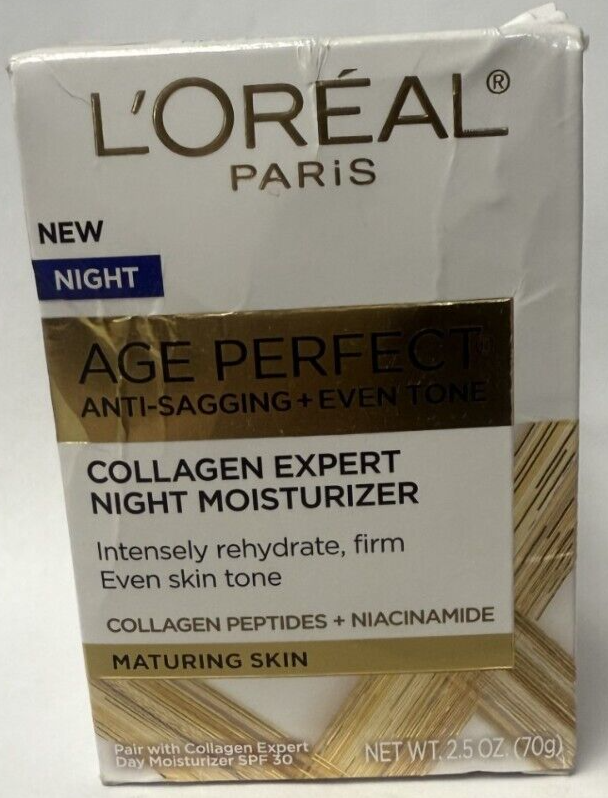 L'ORÉAL®
PARiS
NEW
NIGHT
AGE PERFECT®
ANTI-SAGGING + EVEN TONE
COLLAGEN EXPERT
NIGHT MOISTURIZER
Intensely rehydrate, firm
Even skin tone
COLLAGEN PEPTIDES + NIACINAMIDE
MATURING SKIN
Pair with Collagen Expert
Day Moisturizer SPF 30
NET WT. 2.5 OZ. (70g)